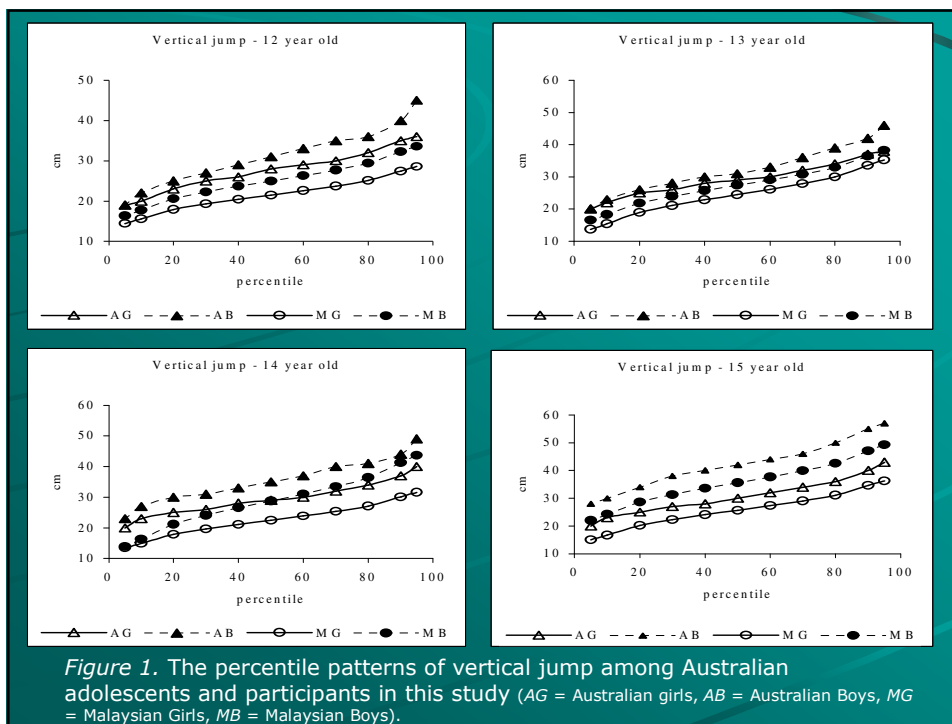 Vertical jump - 12 year old
50
40
30
20
10
cm
0 20 40 60 80 100
percentile
AG AB MG MB
Vertical jump - 13 year old
60
50
40
30
20
10
cm
0 20 40 60 80 100
percentile
AG AB MG MB
Vertical jump - 14 year old
60
50
40
30
20
10
cm
0 20 40 60 80 100
percentile
AG AB MG MB
Vertical jump - 15 year old
60
50
40
30
20
10
cm
0 20 40 60 80 100
percentile
AG AB MG MB
Figure 1. The percentile patterns of vertical jump among Australian
adolescents and participants in this study (AG = Australian girls, AB = Australian Boys, MG
= Malaysian Girls, MB = Malaysian Boys).